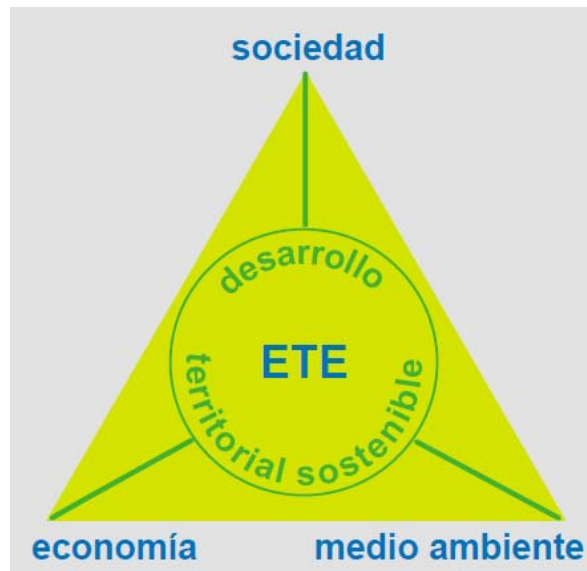 sociedad
desarrollo
ETE
territorial sostenible
economía
medio ambiente